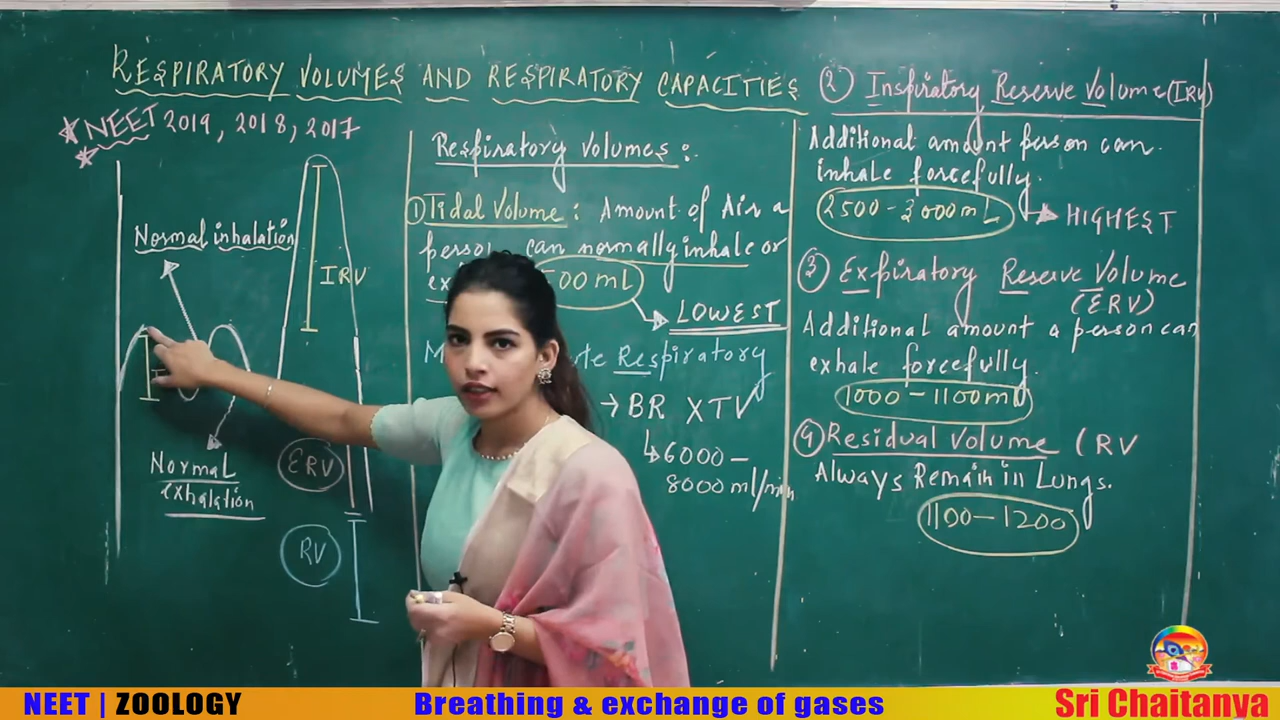 RESPIRATORY VOLUMES AND RESPIRATORY CAPACITIES
NEET 2019, 2018, 2017
Normal inhalation
IRV
Normal
exhalation
ERV
RV
Respiratory Volumes:
① Tidal Volume: Amount of Air a
person can normally inhale or
500 mL
LOWEST
Respiratory
→ BR X TV
↳ 6000 –
8000 ml/min
② Inspiratory Reserve Volume (IRV)
Additional amount person can
inhale forcefully.
2500 - 3000 mL → HIGHEST
③ Expiratory Reserve Volume
(ERV)
Additional amount a person can
exhale forcefully.
1000 - 1100 mL
④ Residual Volume (RV
Always Remain in Lungs.
1100 - 1200
NEET | ZOOLOGY Breathing & exchange of gases Sri Chaitanya